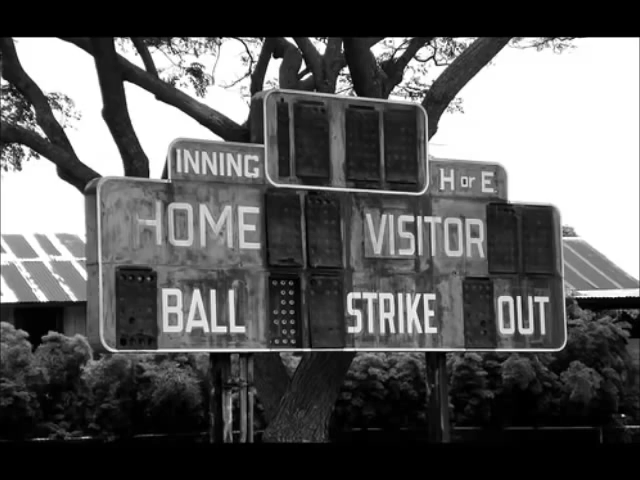 INNING
H or E
HOME VISITOR
BALL STRIKE OUT